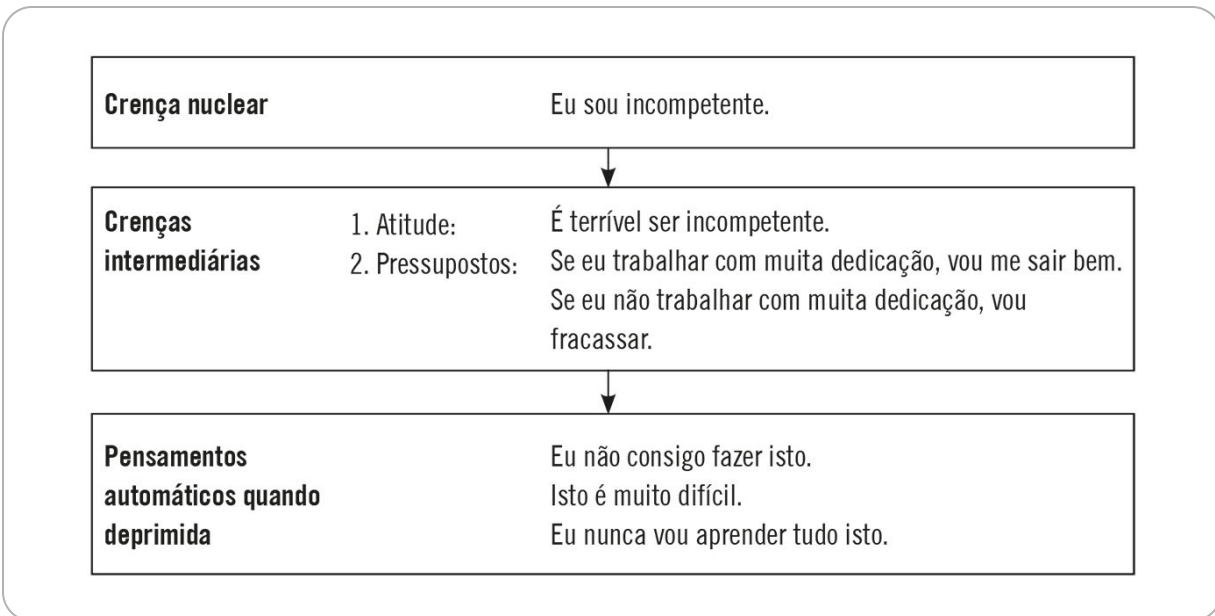 Crença nuclear Eu sou incompetente.
Crenças 1. Atitude: É terrível ser incompetente.
intermediárias 2. Pressupostos: Se eu trabalhar com muita dedicação, vou me sair bem.
Se eu não trabalhar com muita dedicação, vou
fracassar.
Pensamentos Eu não consigo fazer isto.
automáticos quando Isto é muito difícil.
deprimida Eu nunca vou aprender tudo isto.